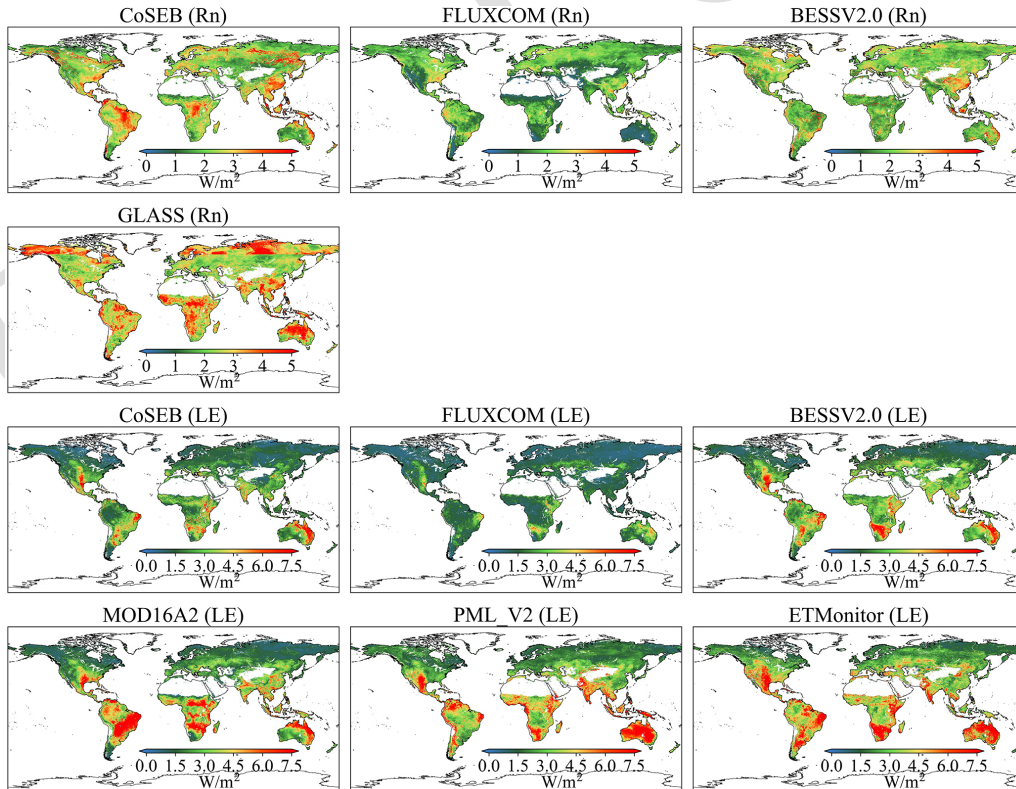 CoSEB (Rn) FLUXCOM (Rn) BESSV2.0 (Rn)
0 1 2 3 4 5 0 1 2 3 4 5 0 1 2 3 4 5
W/m² W/m² W/m²
GLASS (Rn)
0 1 2 3 4 5
W/m²
CoSEB (LE) FLUXCOM (LE) BESSV2.0 (LE)
0.0 1.5 3.0 4.5 6.0 7.5 0.0 1.5 3.0 4.5 6.0 7.5 0.0 1.5 3.0 4.5 6.0 7.5
W/m² W/m² W/m²
MOD16A2 (LE) PML_V2 (LE) ETMonitor (LE)
0.0 1.5 3.0 4.5 6.0 7.5 0.0 1.5 3.0 4.5 6.0 7.5 0.0 1.5 3.0 4.5 6.0 7.5
W/m² W/m² W/m²